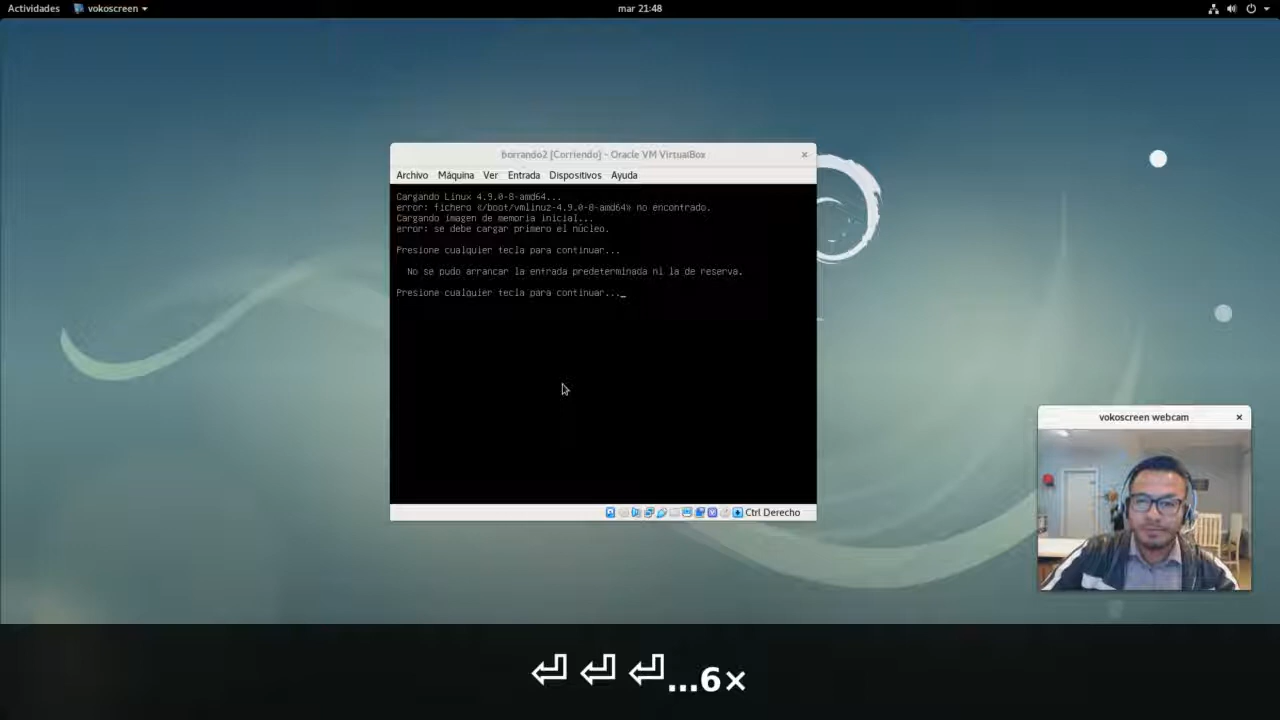 Actividades vokoscreen mar 21:48
borrando2 [Corriendo] - Oracle VM VirtualBox ×
Archivo Máquina Ver Entrada Dispositivos Ayuda
Cargando Linux 4.9.0-8-amd64...
error: fichero «/boot/vmlinuz-4.9.0-8-amd64» no encontrado.
Cargando imagen de memoria inicial...
error: se debe cargar primero el núcleo.
Presione cualquier tecla para continuar...
No se pudo arrancar la entrada predeterminada ni la de reserva.
Presione cualquier tecla para continuar..._
Ctrl Derecho
vokoscreen webcam ×
⏎ ⏎ ⏎...6×